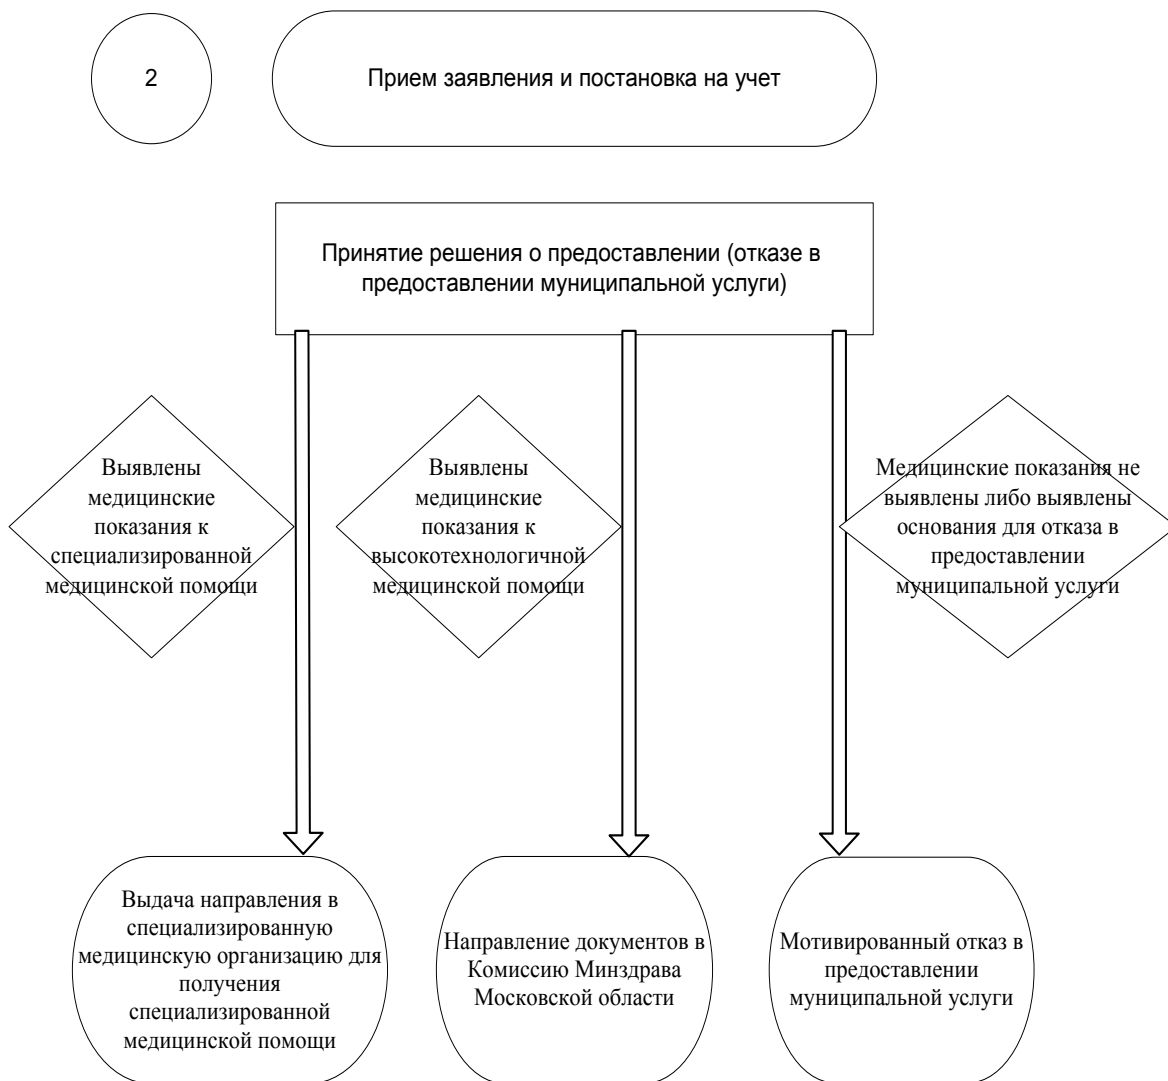 2
Прием заявления и постановка на учет
Принятие решения о предоставлении (отказе в
предоставлении муниципальной услуги)
Выявлены
медицинские
показания к
специализированной
медицинской помощи
Выявлены
медицинские
показания к
высокотехнологичной
медицинской помощи
Медицинские показания не
выявлены либо выявлены
основания для отказа в
предоставлении
муниципальной услуги
Выдача направления в
специализированную
медицинскую организацию для
получения
специализированной
медицинской помощи
Направление документов в
Комиссию Минздрава
Московской области
Мотивированный отказ в
предоставлении
муниципальной услуги